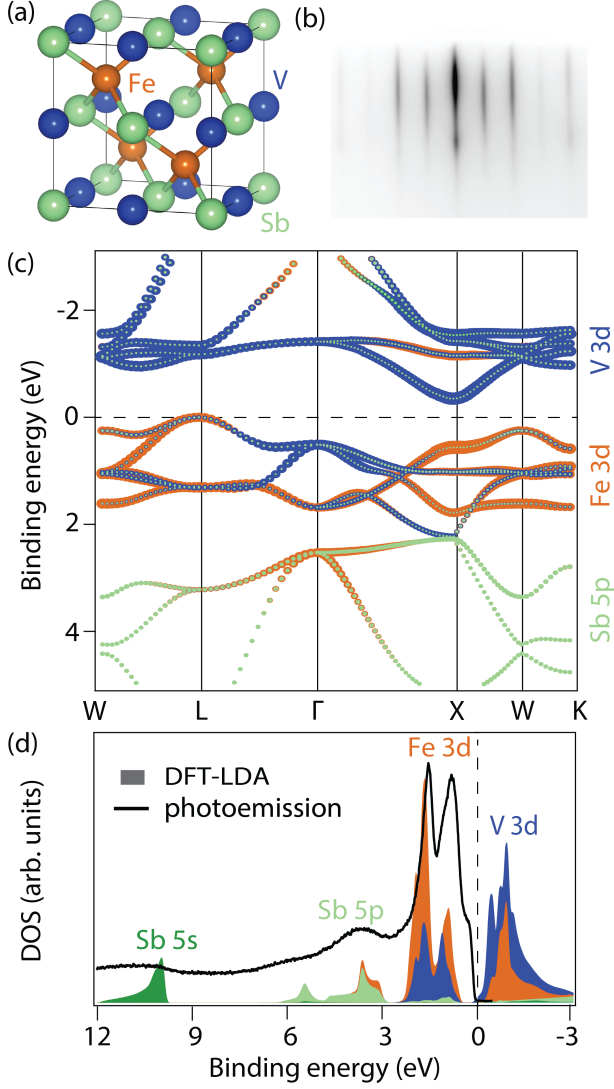 (a)
(b)
Fe
V
Sb
(c)
Binding energy (eV)
-2
0
2
4
V 3d
Fe 3d
Sb 5p
W L Γ X W K
(d)
Fe 3d
DFT-LDA
photoemission
V 3d
Sb 5p
Sb 5s
DOS (arb. units)
12 9 6 3 0 -3
Binding energy (eV)